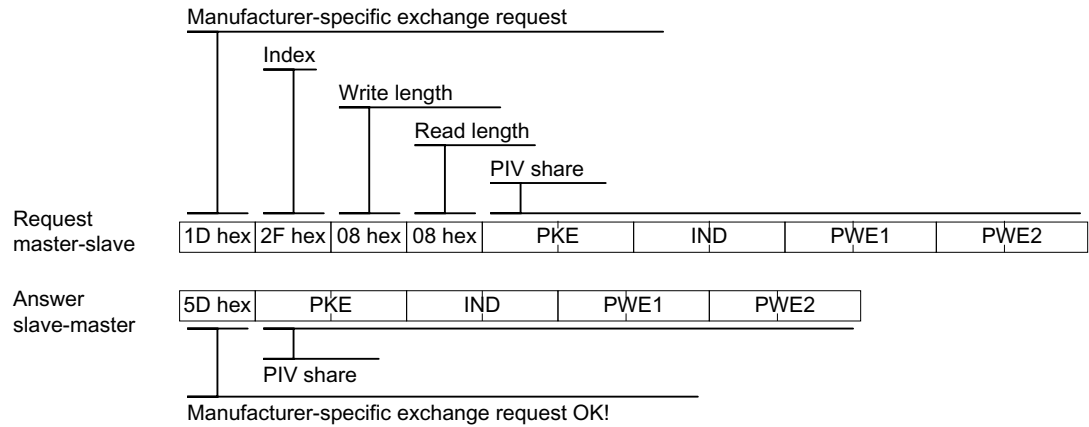 Manufacturer-specific exchange request
Index
Write length
Read length
PIV share
Request
master-slave
1D hex 2F hex 08 hex 08 hex PKE IND PWE1 PWE2
Answer
slave-master
5D hex PKE IND PWE1 PWE2
PIV share
Manufacturer-specific exchange request OK!